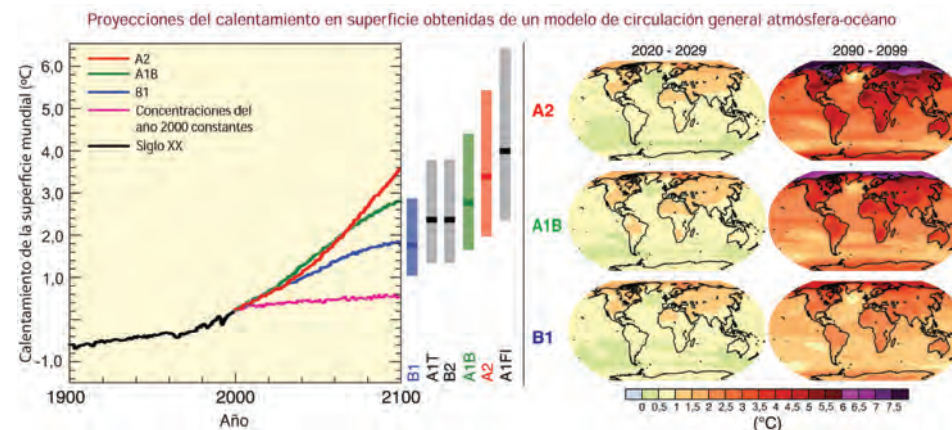 Proyecciones del calentamiento en superficie obtenidas de un modelo de circulación general atmósfera-océano
Calentamiento de la superficie mundial (ºC)
6,0
5,0
4,0
3,0
2,0
1,0
-1,0
A2
A1B
B1
Concentraciones del
año 2000 constantes
Siglo XX
1900
2000
2100
Año
B1
A1T
B2
A1B
A2
A1FI
2020 - 2029
2090 - 2099
A2
A1B
B1
0 0,5 1 1,5 2 2,5 3 3,5 4 4,5 5 5,5 6 6,5 7 7,5
(°C)